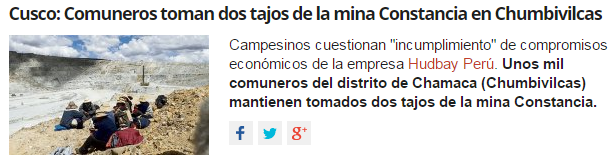 Cusco: Comuneros toman dos tajos de la mina Constancia en Chumbivilcas
Campesinos cuestionan "incumplimiento" de compromisos
económicos de la empresa Hudbay Perú. Unos mil
comuneros del distrito de Chamaca (Chumbivilcas)
mantienen tomados dos tajos de la mina Constancia.